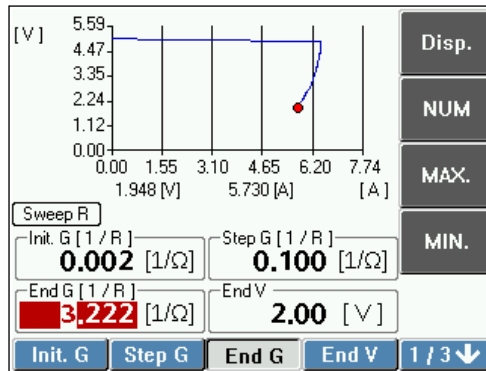 [V]
5.59
4.47
3.35
2.24
1.12
0.00
0.00 1.55 3.10 4.65 6.20 7.74
1.948 [V] 5.730 [A] [A]
Sweep R
Init. G [1/R]
0.002 [1/Ω]
Step G [1/R]
0.100 [1/Ω]
End G [1/R]
3.222 [1/Ω]
End V
2.00 [V]
Init. G Step G End G End V 1/3
Disp.
NUM
MAX.
MIN.